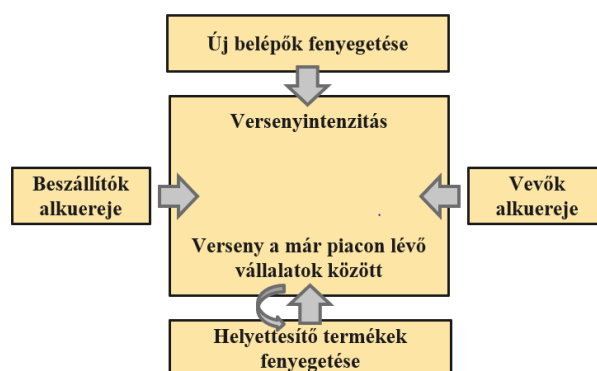 Új belépők fenyegetése
Versenyintenzitás
Beszállítók
alkuereje
Vevők
alkuereje
Verseny a már piacon lévő
vállalatok között
Helyettesítő termékek
fenyegetése